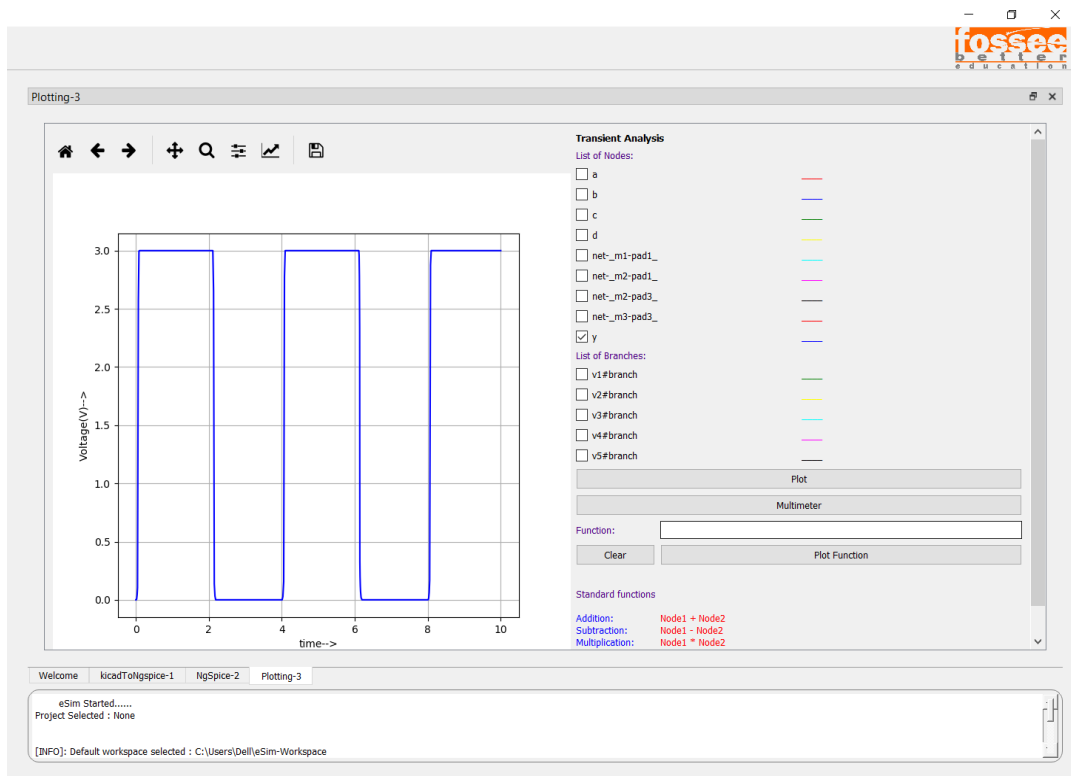 fossee
better
education
Plotting-3
Transient Analysis
List of Nodes:
a
b
c
d
net-_m1-pad1_
net-_m2-pad1_
net-_m2-pad3_
net-_m3-pad3_
y
List of Branches:
v1#branch
v2#branch
v3#branch
v4#branch
v5#branch
Plot
Multimeter
Function:
Clear Plot Function
Standard functions
Addition: Node1 + Node2
Subtraction: Node1 - Node2
Multiplication: Node1 * Node2
3.0
2.5
2.0
1.5
1.0
0.5
0.0
Voltage(V)-->
0 2 4 6 8 10
time-->
Welcome kicadToNgspice-1 NgSpice-2 Plotting-3
eSim Started......
Project Selected : None
[INFO]: Default workspace selected : C:\Users\Dell\eSim-Workspace